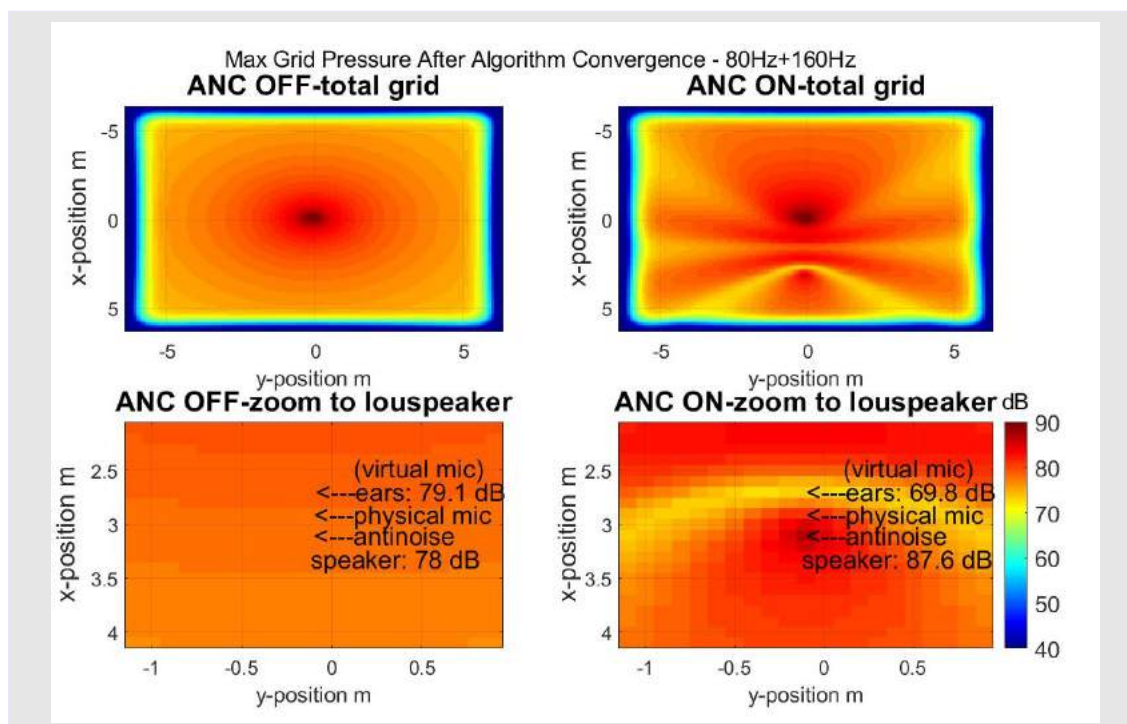 Max Grid Pressure After Algorithm Convergence - 80Hz+160Hz
ANC OFF-total grid
x-position m
-5
0
5
-5 0 5
y-position m
ANC ON-total grid
x-position m
-5
0
5
-5 0 5
y-position m
ANC OFF-zoom to louspeaker
x-position m
2.5
3
3.5
4
(virtual mic)
<---ears: 79.1 dB
<---physical mic
<---antinoise
speaker: 78 dB
-1 -0.5 0 0.5
y-position m
ANC ON-zoom to louspeaker
x-position m
2.5
3
3.5
4
(virtual mic)
<---ears: 69.8 dB
<---physical mic
<---antinoise
speaker: 87.6 dB
-1 -0.5 0 0.5
y-position m
dB
90
80
70
60
50
40